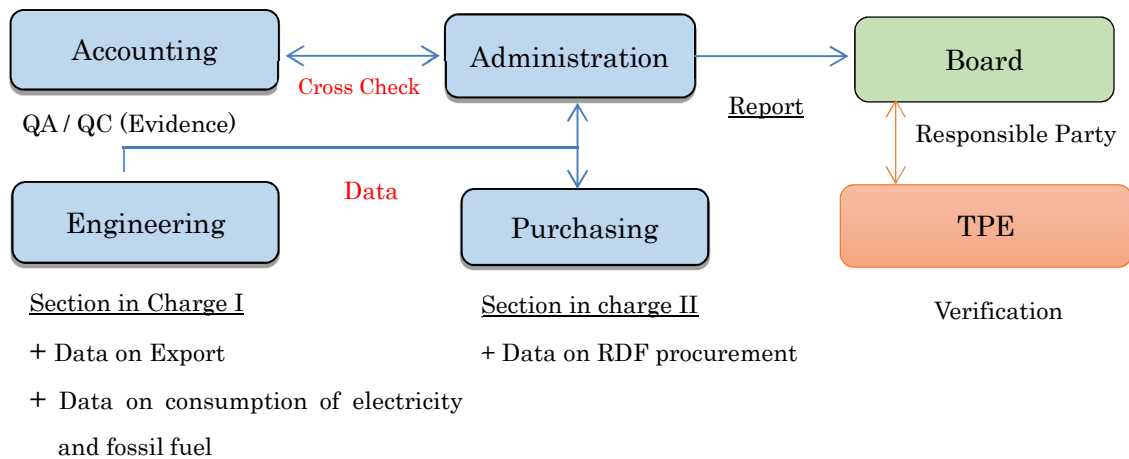 Accounting
Administration
Board
Cross Check
QA / QC (Evidence)
Report
Responsible Party
Data
Engineering
Purchasing
TPE
Section in Charge I
Section in charge II
Verification
+ Data on Export
+ Data on RDF procurement
+ Data on consumption of electricity
and fossil fuel